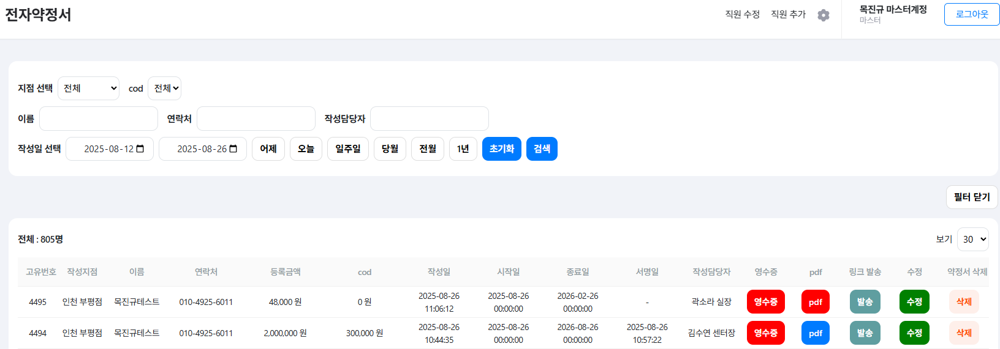 전자약정서
직원 수정 직원 추가
목진규 마스터계정
마스터
로그아웃
지점 선택 전체 cod 전체
이름 연락처 작성담당자
작성일 선택 2025-08-12 2025-08-26 어제 오늘 일주일 당월 전월 1년 초기화 검색
필터 닫기
전체 : 805명
보기 30
고유번호 작성지점 이름 연락처 등록금액 cod 작성일 시작일 종료일 서명일 작성담당자 영수증 pdf 링크 발송 수정 약정서 삭제
4495 인천 부평점 목진규테스트 010-4925-6011 48,000 원 0 원 2025-08-26 11:06:12 2025-08-26 00:00:00 2026-02-26 00:00:00 - 곽소라 실장 영수증 pdf 발송 수정 삭제
4494 인천 부평점 목진규테스트 010-4925-6011 2,000,000 원 300,000 원 2025-08-26 10:44:35 2025-08-26 00:00:00 2026-08-26 00:00:00 2025-08-26 10:57:22 김수연 센터장 영수증 pdf 발송 수정 삭제